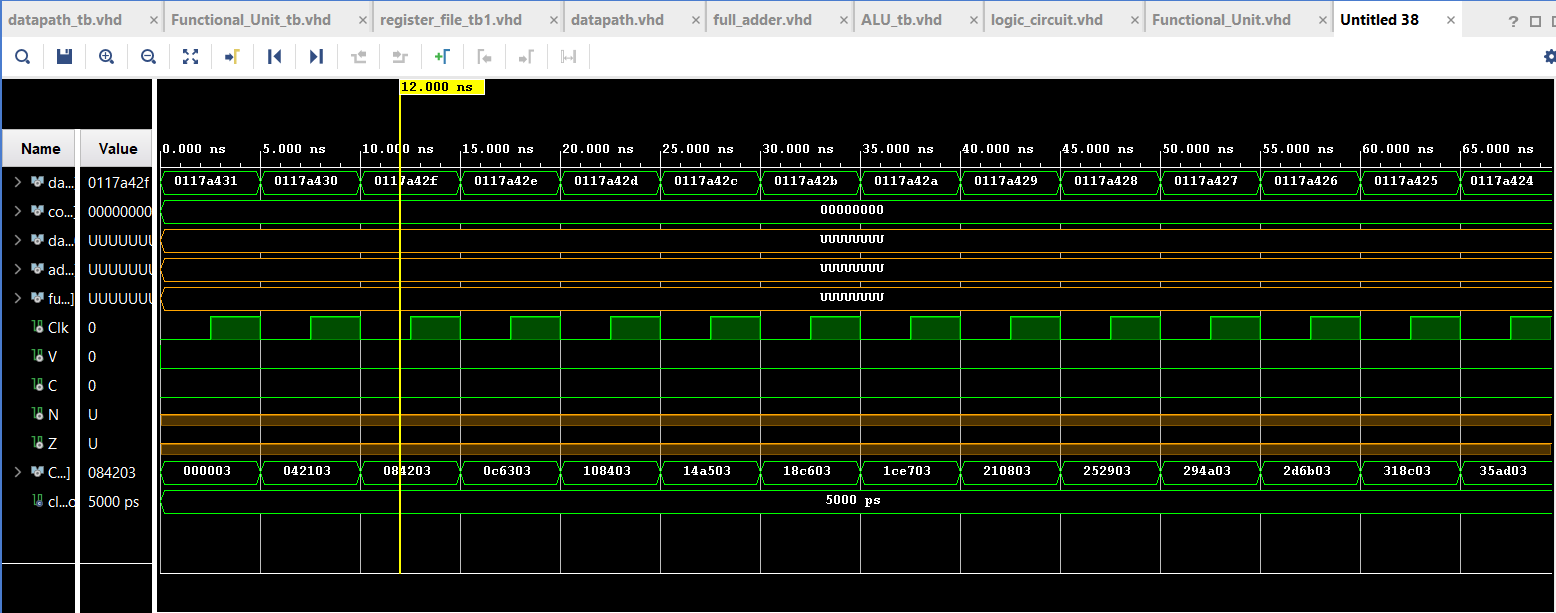 datapath_tb.vhd × Functional_Unit_tb.vhd × register_file_tb1.vhd × datapath.vhd × full_adder.vhd × ALU_tb.vhd × logic_circuit.vhd × Functional_Unit.vhd × Untitled 38 × ?
12.000 ns
Name Value 0.000 ns 5.000 ns 10.000 ns 15.000 ns 20.000 ns 25.000 ns 30.000 ns 35.000 ns 40.000 ns 45.000 ns 50.000 ns 55.000 ns 60.000 ns 65.000 ns
da... 0117a42f 0117a431 0117a430 0117a42f 0117a42e 0117a42d 0117a42c 0117a42b 0117a42a 0117a429 0117a428 0117a427 0117a426 0117a425 0117a424
co...] 00000000 00000000
da... UUUUUUU UUUUUUUU
ad... UUUUUUU UUUUUUUU
fu...] UUUUUUU UUUUUUUU
Clk 0
V 0
C 0
N U
Z U
C...] 084203 000003 042103 084203 0c6303 108403 14a503 18c603 1ce703 210803 252903 294a03 2d6b03 318c03 35ad03
cl...o 5000 ps 5000 ps